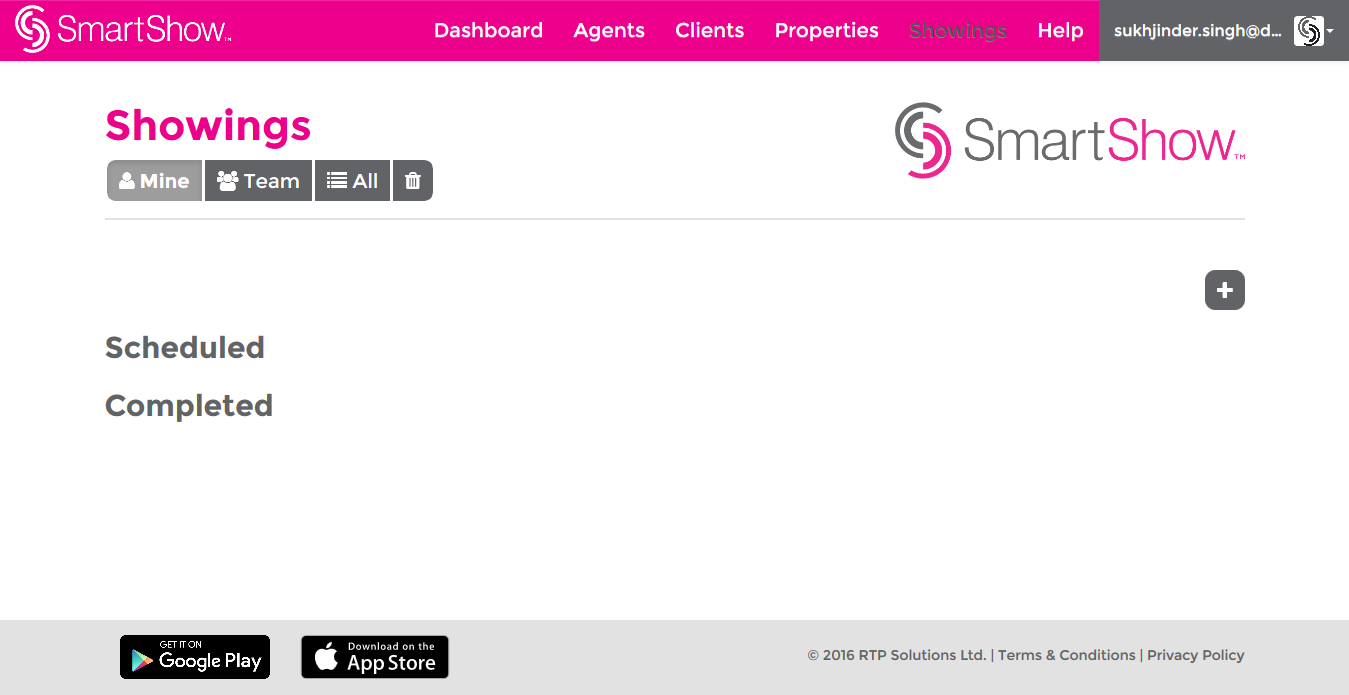 SmartShow™ Dashboard Agents Clients Properties Showings Help sukhjinder.singh@d...
Showings
SmartShow™
Mine Team All
Scheduled
Completed
GET IT ON
Google Play
Download on the
App Store
© 2016 RTP Solutions Ltd. | Terms & Conditions | Privacy Policy